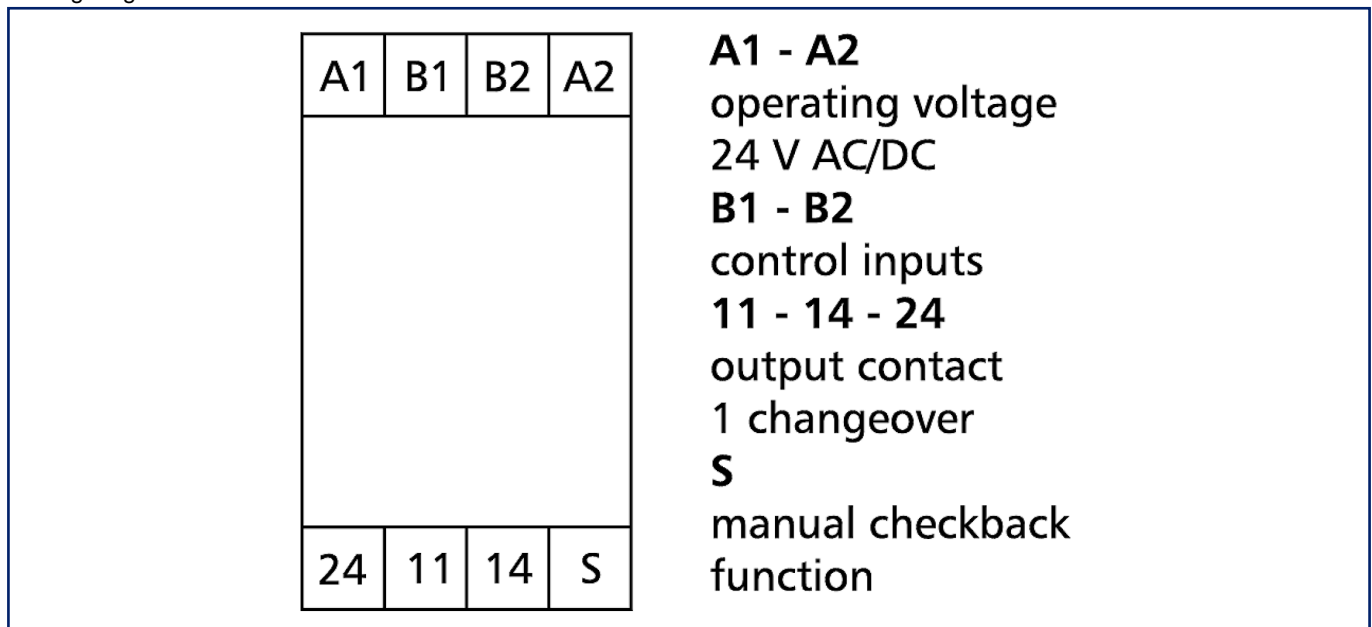 A1 B1 B2 A2
24 11 14 S
A1 - A2
operating voltage
24 V AC/DC
B1 - B2
control inputs
11 - 14 - 24
output contact
1 changeover
S
manual checkback
function